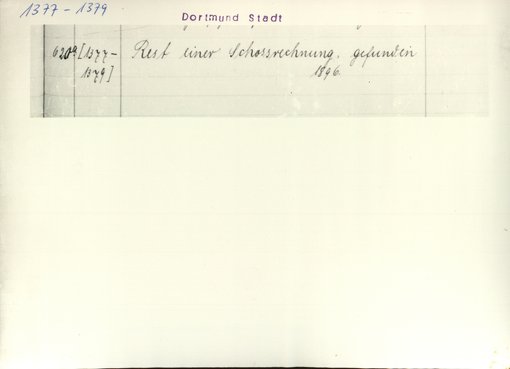 1377 - 1379
Dortmund Stadt
620a [1377- Rest einer Schossrechnung, gefunden
1379] 1896.